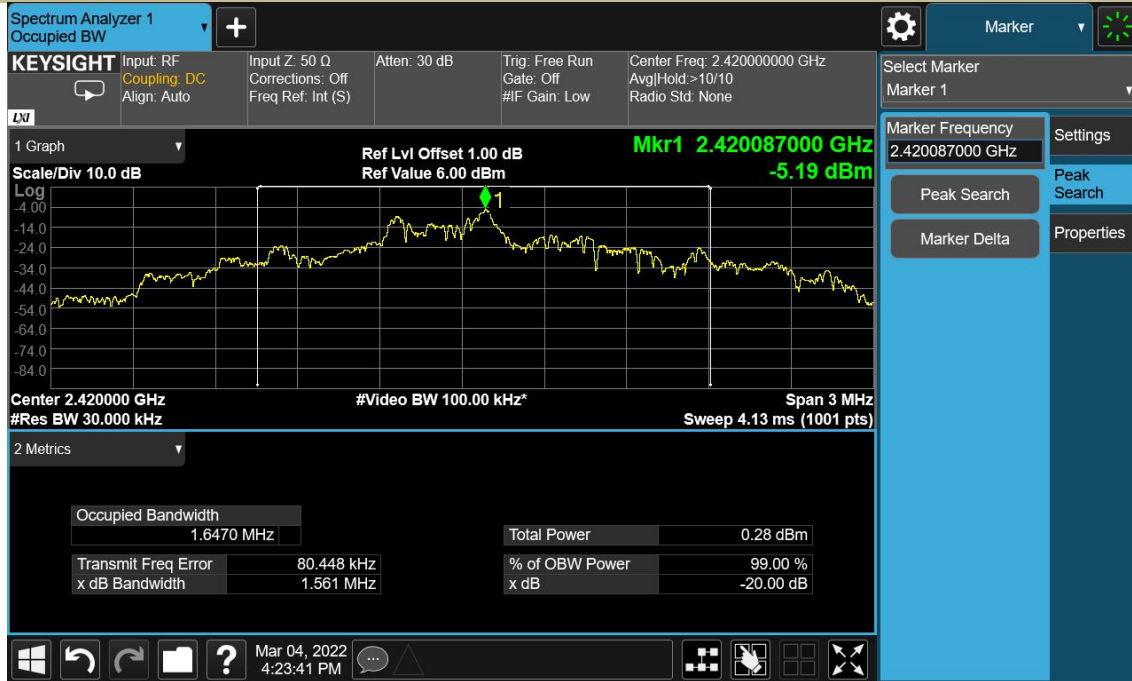 Spectrum Analyzer 1
Occupied BW
Marker
KEYSIGHT
Input: RF
Coupling: DC
Align: Auto
Input Z: 50 Ω
Corrections: Off
Freq Ref: Int (S)
Atten: 30 dB
Trig: Free Run
Gate: Off
#IF Gain: Low
Center Freq: 2.420000000 GHz
Avg|Hold:>10/10
Radio Std: None
LXI
Select Marker
Marker 1
Marker Frequency
2.420087000 GHz
Peak Search
Marker Delta
Settings
Peak
Search
Properties
1 Graph
Scale/Div 10.0 dB
Ref Lvl Offset 1.00 dB
Ref Value 6.00 dBm
Mkr1 2.420087000 GHz
-5.19 dBm
Log
1
-4.00
-14.0
-24.0
-34.0
-44.0
-54.0
-64.0
-74.0
-84.0
Center 2.420000 GHz
#Video BW 100.00 kHz*
Span 3 MHz
#Res BW 30.000 kHz
Sweep 4.13 ms (1001 pts)
2 Metrics
Occupied Bandwidth
1.6470 MHz
Total Power 0.28 dBm
Transmit Freq Error 80.448 kHz
% of OBW Power 99.00 %
x dB Bandwidth 1.561 MHz
x dB -20.00 dB
?
Mar 04, 2022
4:23:41 PM